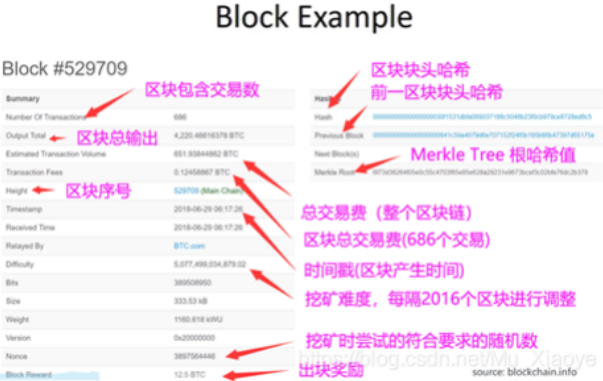 Block Example
Block #529709
Summary
Number Of Transactions 686
Output Total 4,220.46616378 BTC
Estimated Transaction Volume 651.93844862 BTC
Transaction Fees 0.12458867 BTC
Height 529709 (Main Chain)
Timestamp 2018-06-29 06:17:26
Received Time 2018-06-29 06:17:26
Relayed By BTC.com
Difficulty 5,077,499,034,879.02
Bits 389508950
Size 333.53 kB
Weight 1160.618 kWU
Version 0x20000000
Nonce 3897564446
Block Reward 12.5 BTC
区块包含交易数
区块总输出
区块序号
Hash
Previous Block
Next Block(s)
Merkle Root
区块块头哈希
前一区块块头哈希
Merkle Tree 根哈希值
总交易费（整个区块链）
区块总交易费(686个交易)
时间戳(区块产生时间)
挖矿难度，每隔2016个区块进行调整
挖矿时尝试的符合要求的随机数
出块奖励
https://blog.csdn.net/Mu_Xiaoye
source: blockchain.info